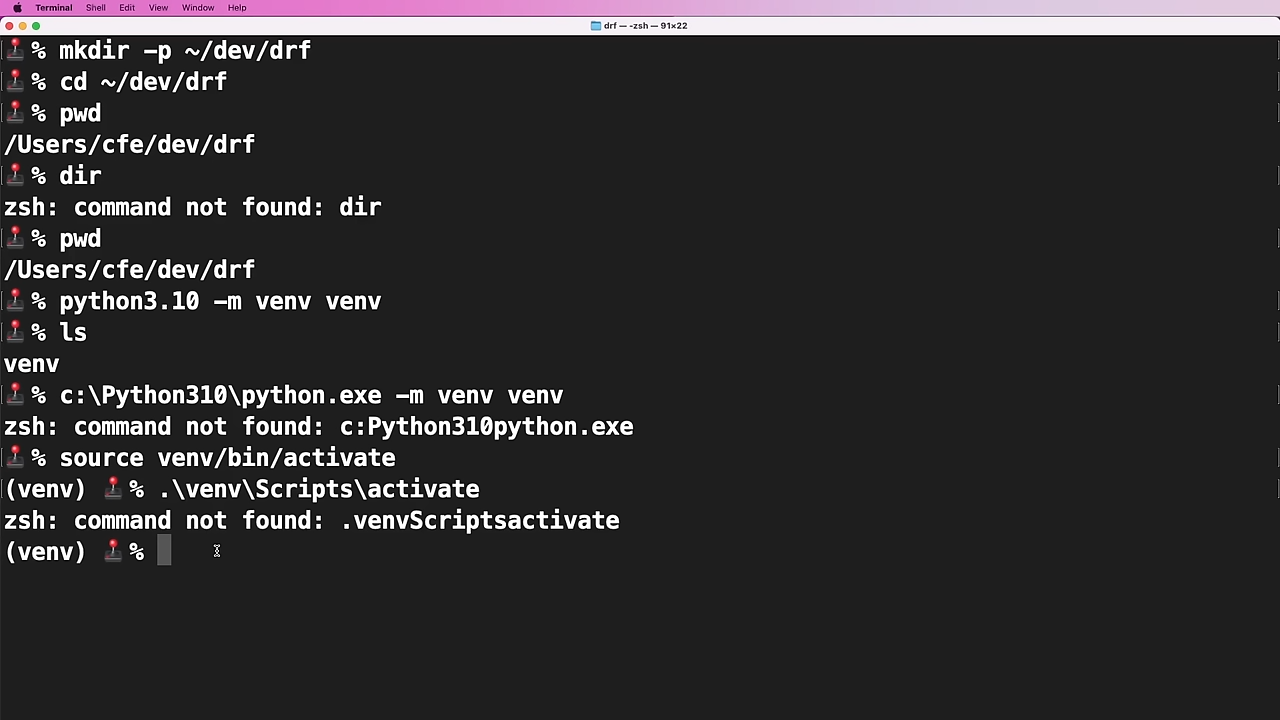 Terminal Shell Edit View Window Help
drf — -zsh — 91×22
% mkdir -p ~/dev/drf
% cd ~/dev/drf
% pwd
/Users/cfe/dev/drf
% dir
zsh: command not found: dir
% pwd
/Users/cfe/dev/drf
% python3.10 -m venv venv
% ls
venv
% c:\Python310\python.exe -m venv venv
zsh: command not found: c:Python310python.exe
% source venv/bin/activate
(venv) % .\venv\Scripts\activate
zsh: command not found: .venvScriptsactivate
(venv) %